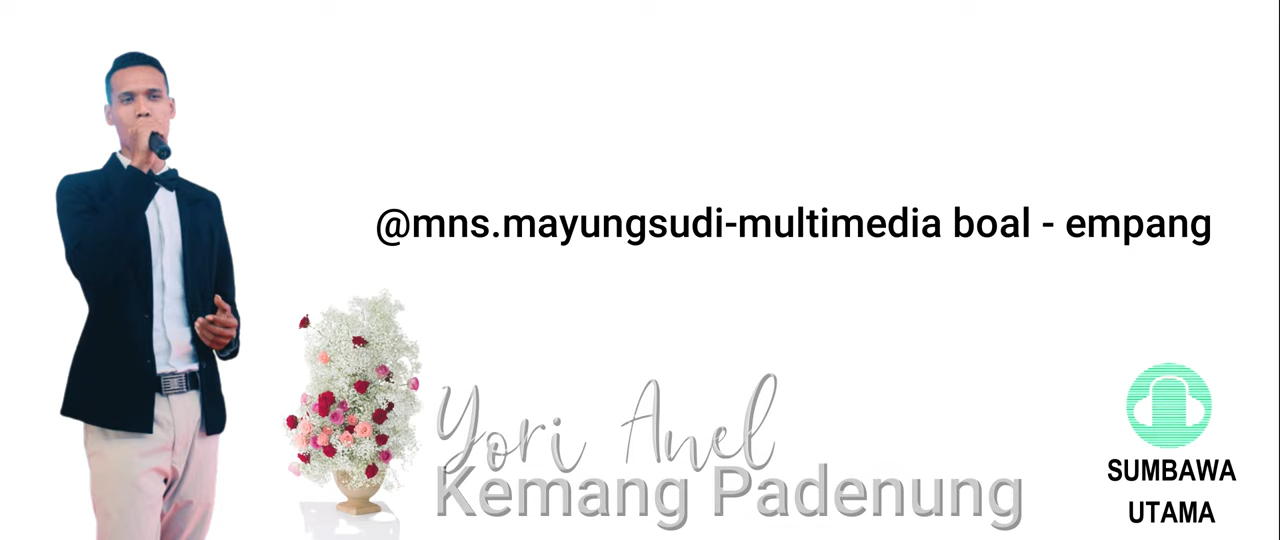 @mns.mayungsudi-multimedia boal - empang
Yori Anel
Kemang Padenung
SUMBAWA
UTAMA